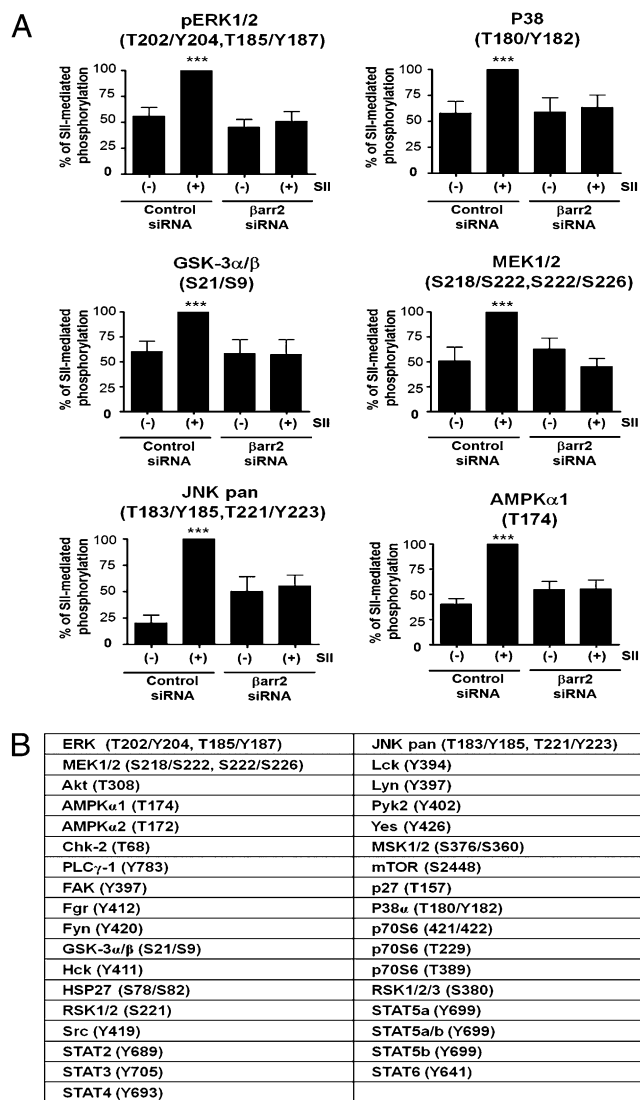 A
pERK1/2
(T202/Y204,T185/Y187)
% of SII-mediated
phosphorylation
100
75
50
25
0
***
(-) (+) (-) (+) SII
Control
siRNA
βarr2
siRNA
P38
(T180/Y182)
% of SII-mediated
phosphorylation
100
75
50
25
0
***
(-) (+) (-) (+) SII
Control
siRNA
βarr2
siRNA
GSK-3α/β
(S21/S9)
% of SII-mediated
phosphorylation
100
75
50
25
***
(-) (+) (-) (+) SII
Control
siRNA
βarr2
siRNA
MEK1/2
(S218/S222,S222/S226)
% of SII-mediated
phosphorylation
100
75
50
25
***
(-) (+) (-) (+) SII
Control
siRNA
βarr2
siRNA
JNK pan
(T183/Y185,T221/Y223)
% of SII-mediated
phosphorylation
100
75
50
25
***
(-) (+) (-) (+) SII
Control
siRNA
βarr2
siRNA
AMPKα1
(T174)
% of SII-mediated
phosphorylation
100
75
50
25
***
(-) (+) (-) (+) SII
Control
siRNA
βarr2
siRNA
B
ERK (T202/Y204, T185/Y187) JNK pan (T183/Y185, T221/Y223)
MEK1/2 (S218/S222, S222/S226) Lck (Y394)
Akt (T308) Lyn (Y397)
AMPKα1 (T174) Pyk2 (Y402)
AMPKα2 (T172) Yes (Y426)
Chk-2 (T68) MSK1/2 (S376/S360)
PLCγ-1 (Y783) mTOR (S2448)
FAK (Y397) p27 (T157)
Fgr (Y412) P38α (T180/Y182)
Fyn (Y420) p70S6 (421/422)
GSK-3α/β (S21/S9) p70S6 (T229)
Hck (Y411) p70S6 (T389)
HSP27 (S78/S82) RSK1/2/3 (S380)
RSK1/2 (S221) STAT5a (Y699)
Src (Y419) STAT5a/b (Y699)
STAT2 (Y689) STAT5b (Y699)
STAT3 (Y705) STAT6 (Y641)
STAT4 (Y693)